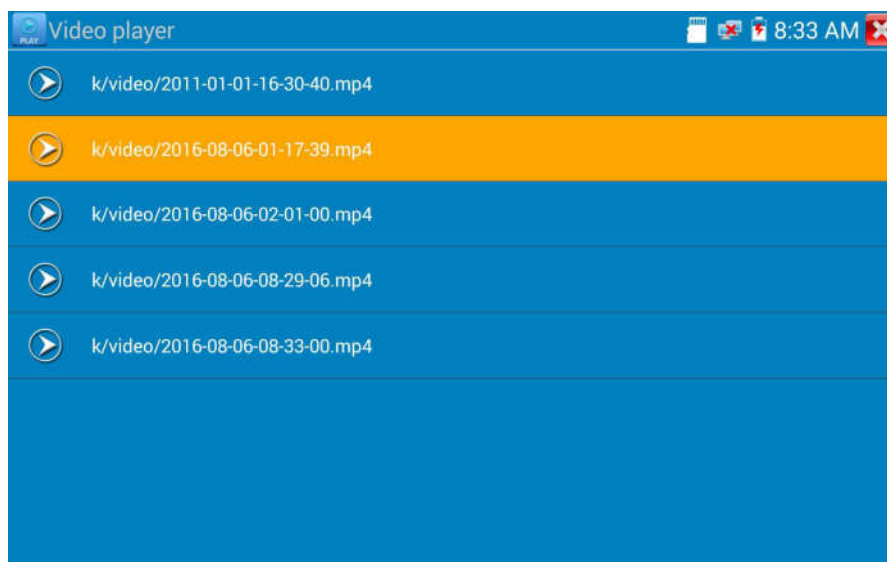 PLAY
Video player
8:33 AM
k/video/2011-01-01-16-30-40.mp4
k/video/2016-08-06-01-17-39.mp4
k/video/2016-08-06-02-01-00.mp4
k/video/2016-08-06-08-29-06.mp4
k/video/2016-08-06-08-33-00.mp4